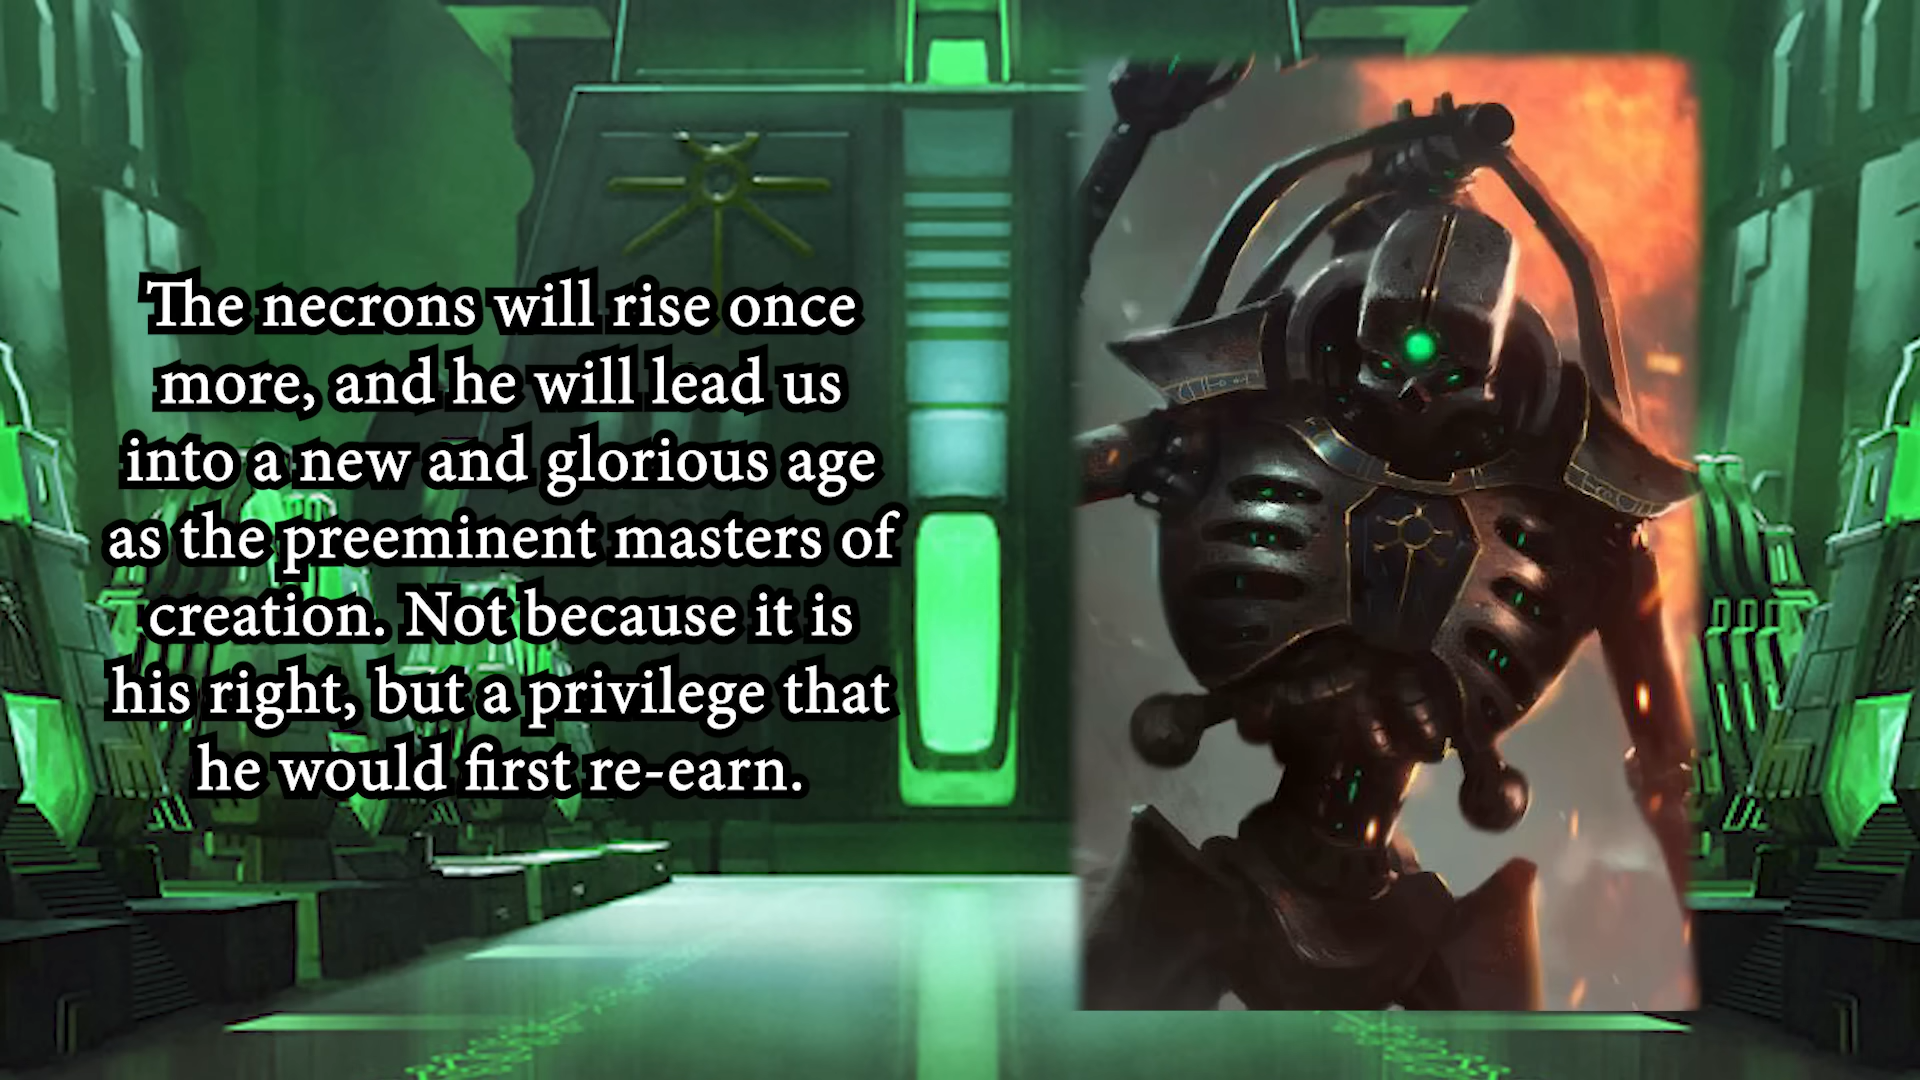 The necrons will rise once
more, and he will lead us
into a new and glorious age
as the preeminent masters of
creation. Not because it is
his right, but a privilege that
he would first re-earn.